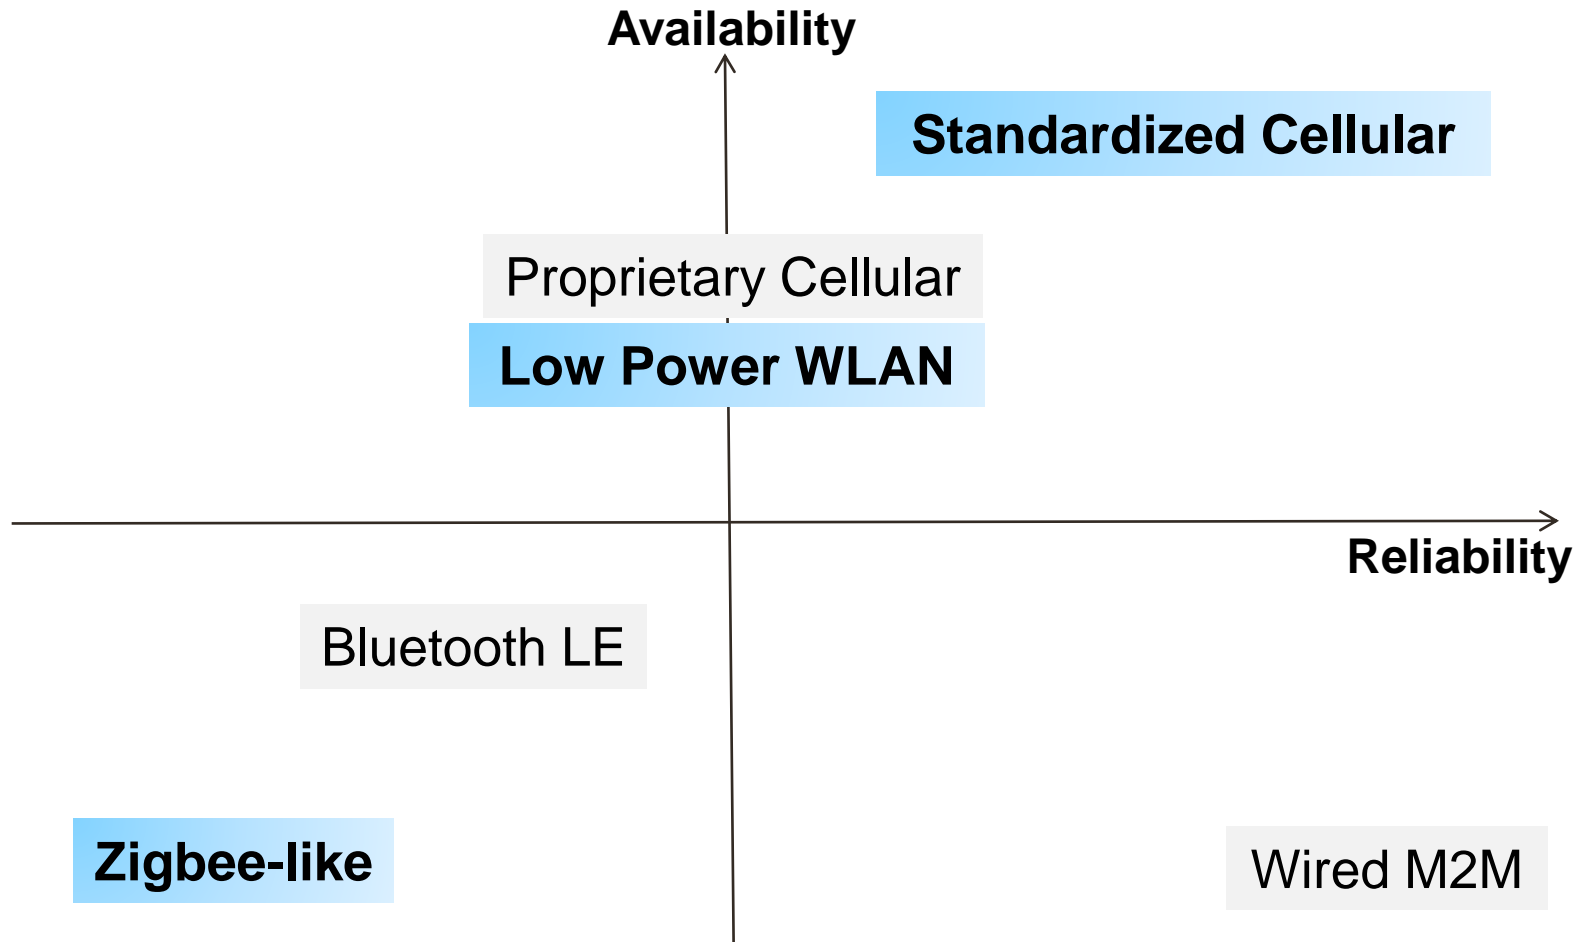 Availability
Standardized Cellular
Proprietary Cellular
Low Power WLAN
Reliability
Bluetooth LE
Zigbee-like
Wired M2M